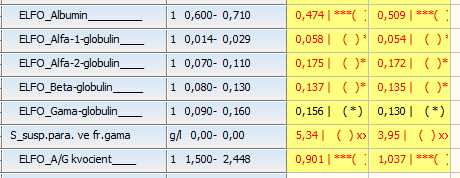 ELFO_Albumin__________ 1 0,600- 0,710 0,474 | ***( ) 0,509 | ***( )
ELFO_Alfa-1-globulin____ 1 0,014- 0,029 0,058 | ( ) * 0,054 | ( ) *
ELFO_Alfa-2-globulin____ 1 0,070- 0,110 0,175 | ( )* 0,172 | ( )*
ELFO_Beta-globulin_____ 1 0,080- 0,130 0,137 | ( )* 0,135 | ( )*
ELFO_Gama-globulin____ 1 0,090- 0,160 0,156 | (*) 0,130 | (*)
S_susp.para. ve fr.gama g/l 0,00- 0,00 5,34 | ( ) xx 3,95 | ( ) xx
ELFO_A/G kvocient____ 1 1,500- 2,448 0,901 | ***( ) 1,037 | ***( )